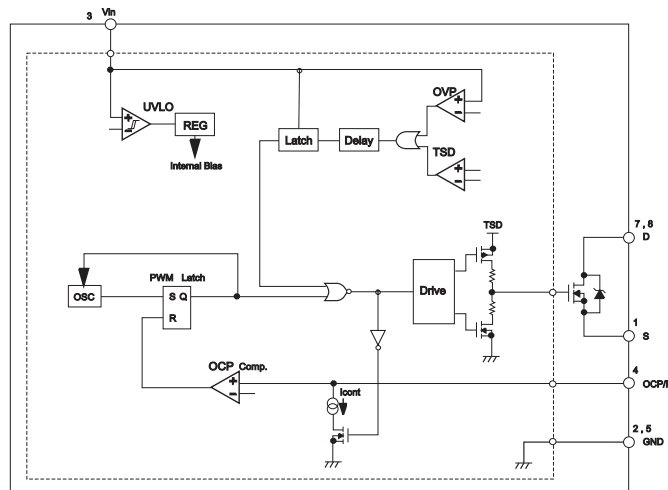 3 Vin
OVP
+
−
UVLO
+
−
REG
Latch
Delay
TSD
+
−
Internal Bias
7 , 8
D
TSD
PWM Latch
OSC
S Q
R
Drive
1
S
OCP Comp.
+
−
Icont
4
OCP/
2 , 5
GND